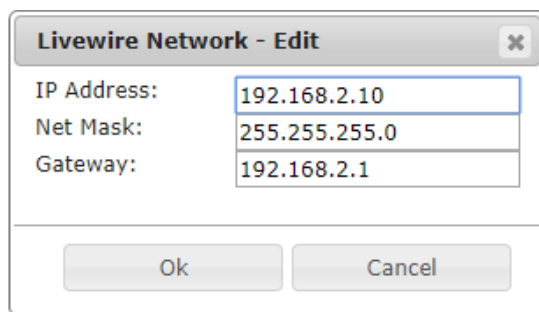 Livewire Network - Edit
IP Address: 192.168.2.10
Net Mask: 255.255.255.0
Gateway: 192.168.2.1
Ok Cancel